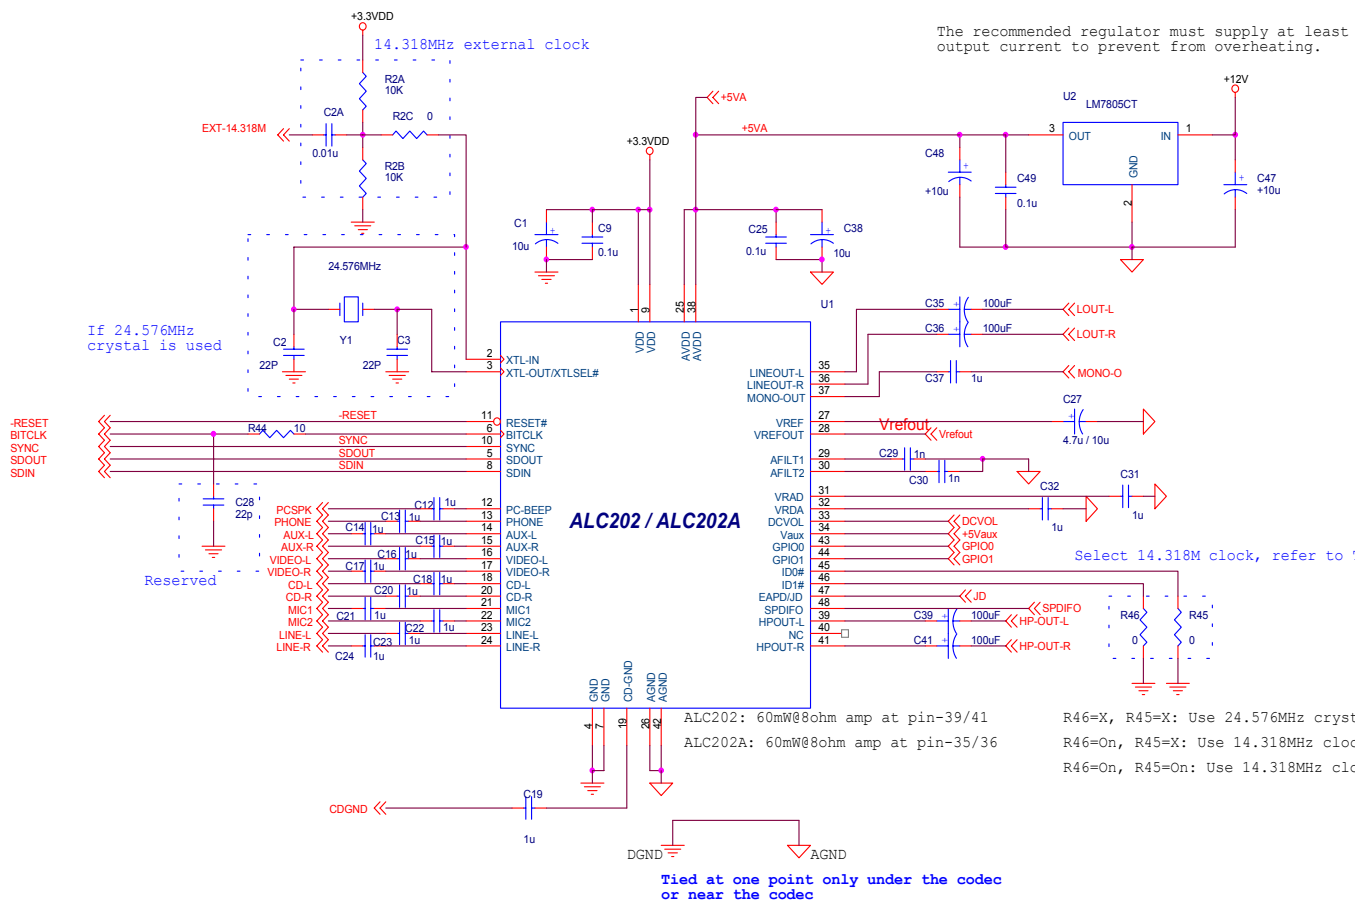 +3.3VDD
14.318MHz external clock
The recommended regulator must supply at least
output current to prevent from overheating.
R2A
10K
C2A
0.01u
R2C 0
EXT-14.318M
R2B
10K
+5VA
+5VA
+12V
U2
LM7805CT
3 OUT IN 1
GND
2
C48
+10u
C49
0.1u
C47
+10u
+3.3VDD
C1
10u
C9
0.1u
C25
0.1u
C38
10u
24.576MHz
If 24.576MHz
crystal is used
C2
22P
Y1
C3
22P
U1
1 9 25 38
VDD
VDD
AVDD
AVDD
2 XTL-IN
3 XTL-OUT/XTLSEL#
-RESET -RESET 11 RESET#
BITCLK R44 10 6 BITCLK
SYNC SYNC 10 SYNC
SDOUT SDOUT 5 SDOUT
SDIN SDIN 8 SDIN
C28
22p
Reserved
PCSPK C12 1u 12 PC-BEEP
PHONE C13 1u 13 PHONE
AUX-L C14 1u 14 AUX-L
AUX-R C15 1u 15 AUX-R
VIDEO-L C16 1u 16 VIDEO-L
VIDEO-R C17 1u 17 VIDEO-R
CD-L C18 1u 18 CD-L
CD-R C20 1u 20 CD-R
MIC1 C21 1u 21 MIC1
MIC2 C22 1u 22 MIC2
LINE-L C23 1u 23 LINE-L
LINE-R C24 1u 24 LINE-R
ALC202 / ALC202A
35 LINEOUT-L C35 100uF LOUT-L
36 LINEOUT-R C36 100uF LOUT-R
37 MONO-OUT C37 1u MONO-O
27 VREF C27 4.7u / 10u
28 VREFOUT Vrefout Vrefout
29 AFILT1 C29 1n
30 AFILT2 C30 1n
31 VRAD C31 1u
32 VRDA C32 1u
33 DCVOL DCVOL
34 Vaux +5Vaux
43 GPIO0 GPIO0
44 GPIO1 GPIO1
45 ID0#
46 ID1#
47 EAPD/JD JD
48 SPDIFO SPDIFO
39 HPOUT-L C39 100uF HP-OUT-L
40 NC
41 HPOUT-R C41 100uF HP-OUT-R
Select 14.318M clock, refer to
R46
0
R45
0
GND
GND
CD-GND
AGND
AGND
4 7 19 26 42
ALC202: 60mW@8ohm amp at pin-39/41
ALC202A: 60mW@8ohm amp at pin-35/36
R46=X, R45=X: Use 24.576MHz cryst
R46=On, R45=X: Use 14.318MHz cloc
R46=On, R45=On: Use 14.318MHz clo
CDGND
C19
1u
DGND
AGND
Tied at one point only under the codec
or near the codec